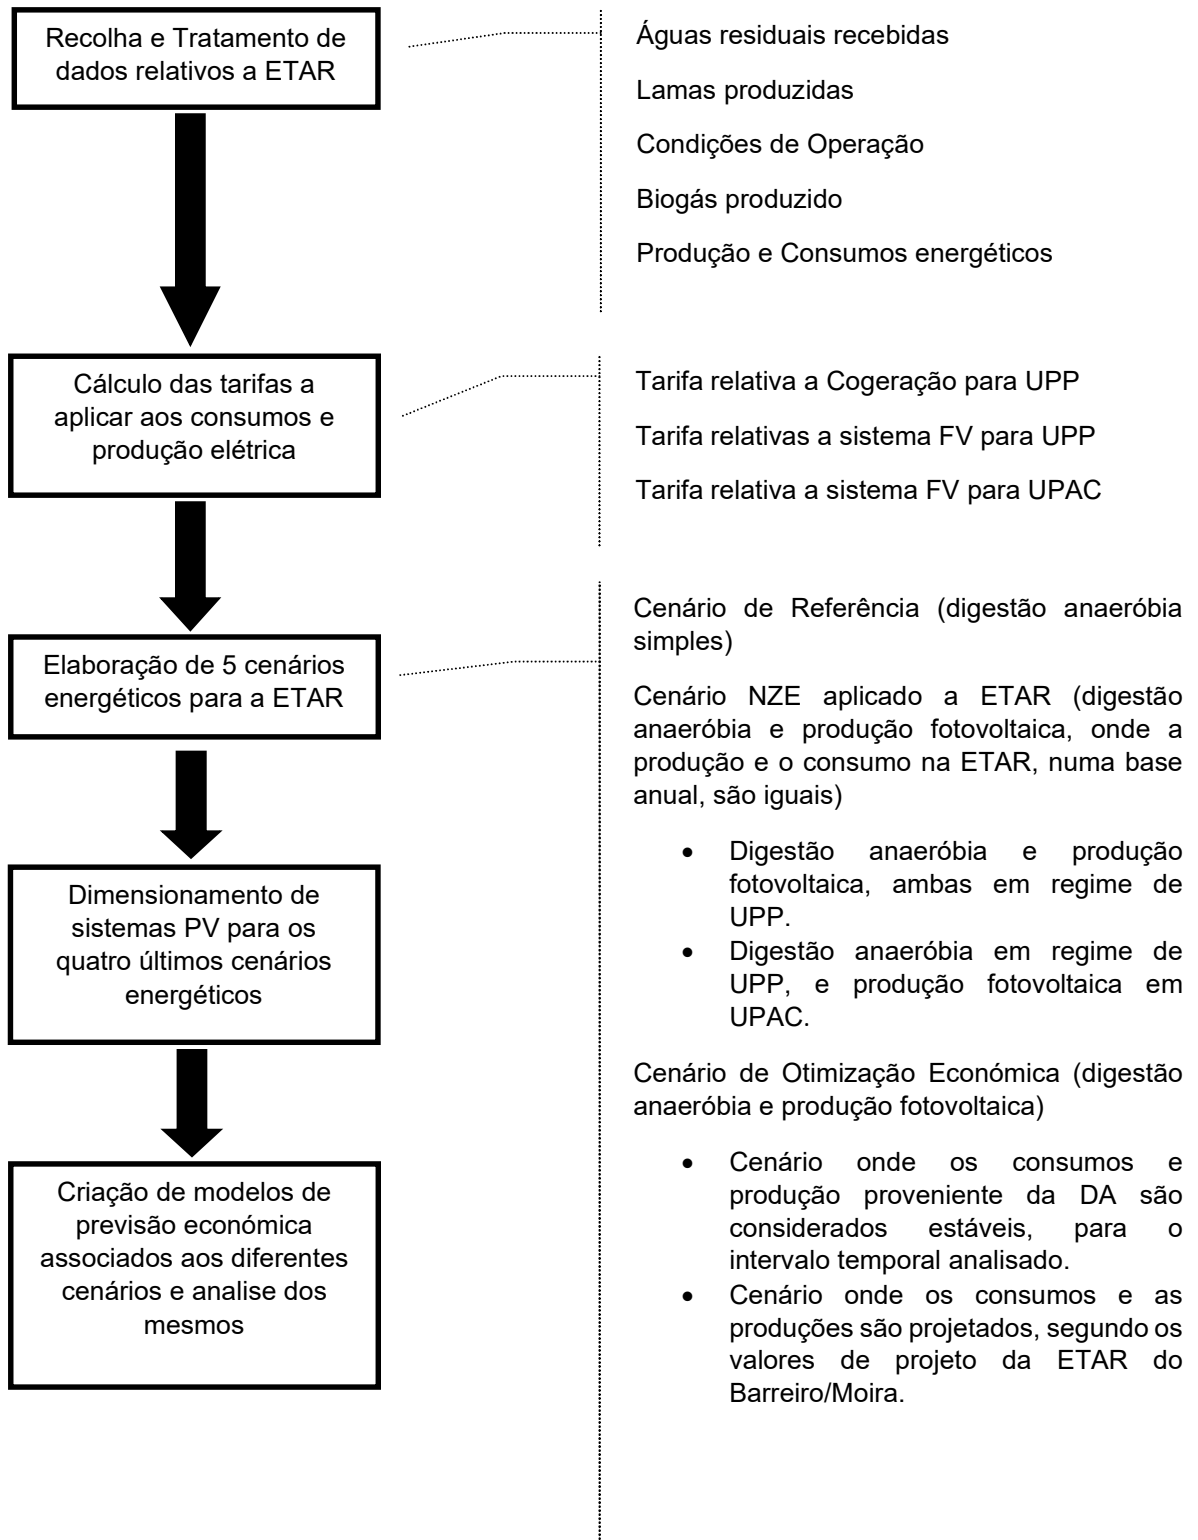 Recolha e Tratamento de
dados relativos a ETAR
Águas residuais recebidas
Lamas produzidas
Condições de Operação
Biogás produzido
Produção e Consumos energéticos
Cálculo das tarifas a
aplicar aos consumos e
produção elétrica
Tarifa relativa a Cogeração para UPP
Tarifa relativas a sistema FV para UPP
Tarifa relativa a sistema FV para UPAC
Elaboração de 5 cenários
energéticos para a ETAR
Cenário de Referência (digestão anaeróbia
simples)
Cenário NZE aplicado a ETAR (digestão
anaeróbia e produção fotovoltaica, onde a
produção e o consumo na ETAR, numa base
anual, são iguais)
• Digestão anaeróbia e produção
fotovoltaica, ambas em regime de
UPP.
• Digestão anaeróbia em regime de
UPP, e produção fotovoltaica em
UPAC.
Cenário de Otimização Económica (digestão
anaeróbia e produção fotovoltaica)
• Cenário onde os consumos e
produção proveniente da DA são
considerados estáveis, para o
intervalo temporal analisado.
• Cenário onde os consumos e as
produções são projetados, segundo os
valores de projeto da ETAR do
Barreiro/Moira.
Dimensionamento de
sistemas PV para os
quatro últimos cenários
energéticos
Criação de modelos de
previsão económica
associados aos diferentes
cenários e analise dos
mesmos